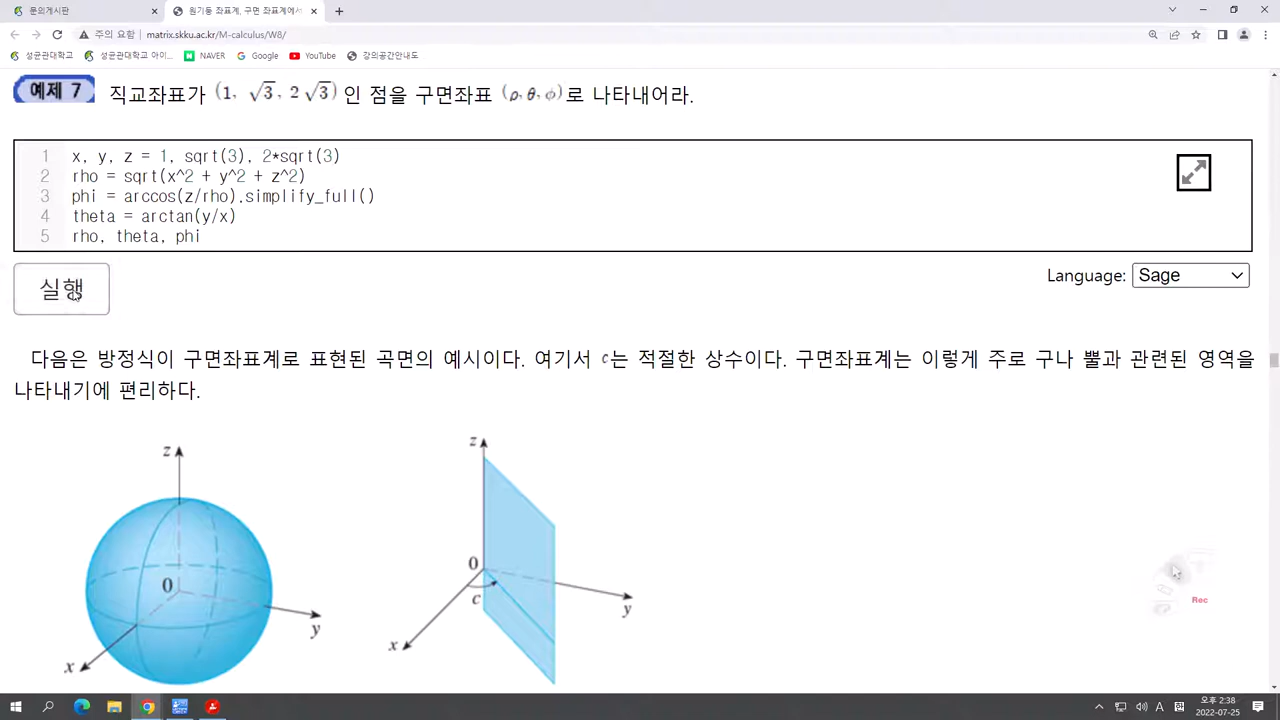 문의게시판
원기둥 좌표계, 구면 좌표계에서
주의 요함
matrix.skku.ac.kr/M-calculus/W8/
성균관대학교
성균관대학교 아이...
NAVER
Google
YouTube
강의공간안내도
예제 7 직교좌표가 (1, √3, 2√3)인 점을 구면좌표 (ρ, θ, ϕ)로 나타내어라.
1 x, y, z = 1, sqrt(3), 2*sqrt(3)
2 rho = sqrt(x^2 + y^2 + z^2)
3 phi = arccos(z/rho).simplify_full()
4 theta = arctan(y/x)
5 rho, theta, phi
실행
Language: Sage
다음은 방정식이 구면좌표계로 표현된 곡면의 예시이다. 여기서 c는 적절한 상수이다. 구면좌표계는 이렇게 주로 구나 뿔과 관련된 영역을
나타내기에 편리하다.
z
0
y
x
z
0
c
y
x
Rec
A
한
오후 2:38
2022-07-25